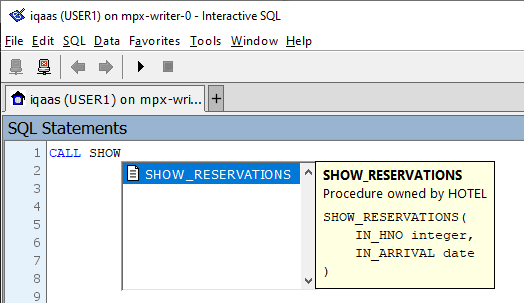 iqaas (USER1) on mpx-writer-0 - Interactive SQL
File Edit SQL Data Favorites Tools Window Help
iqaas (USER1) on mpx-wri... +
SQL Statements
1 CALL SHOW
2 SHOW_RESERVATIONS SHOW_RESERVATIONS
3 Procedure owned by HOTEL
4 SHOW_RESERVATIONS(
5 IN_HNO integer,
6 IN_ARRIVAL date
7 )
8
9